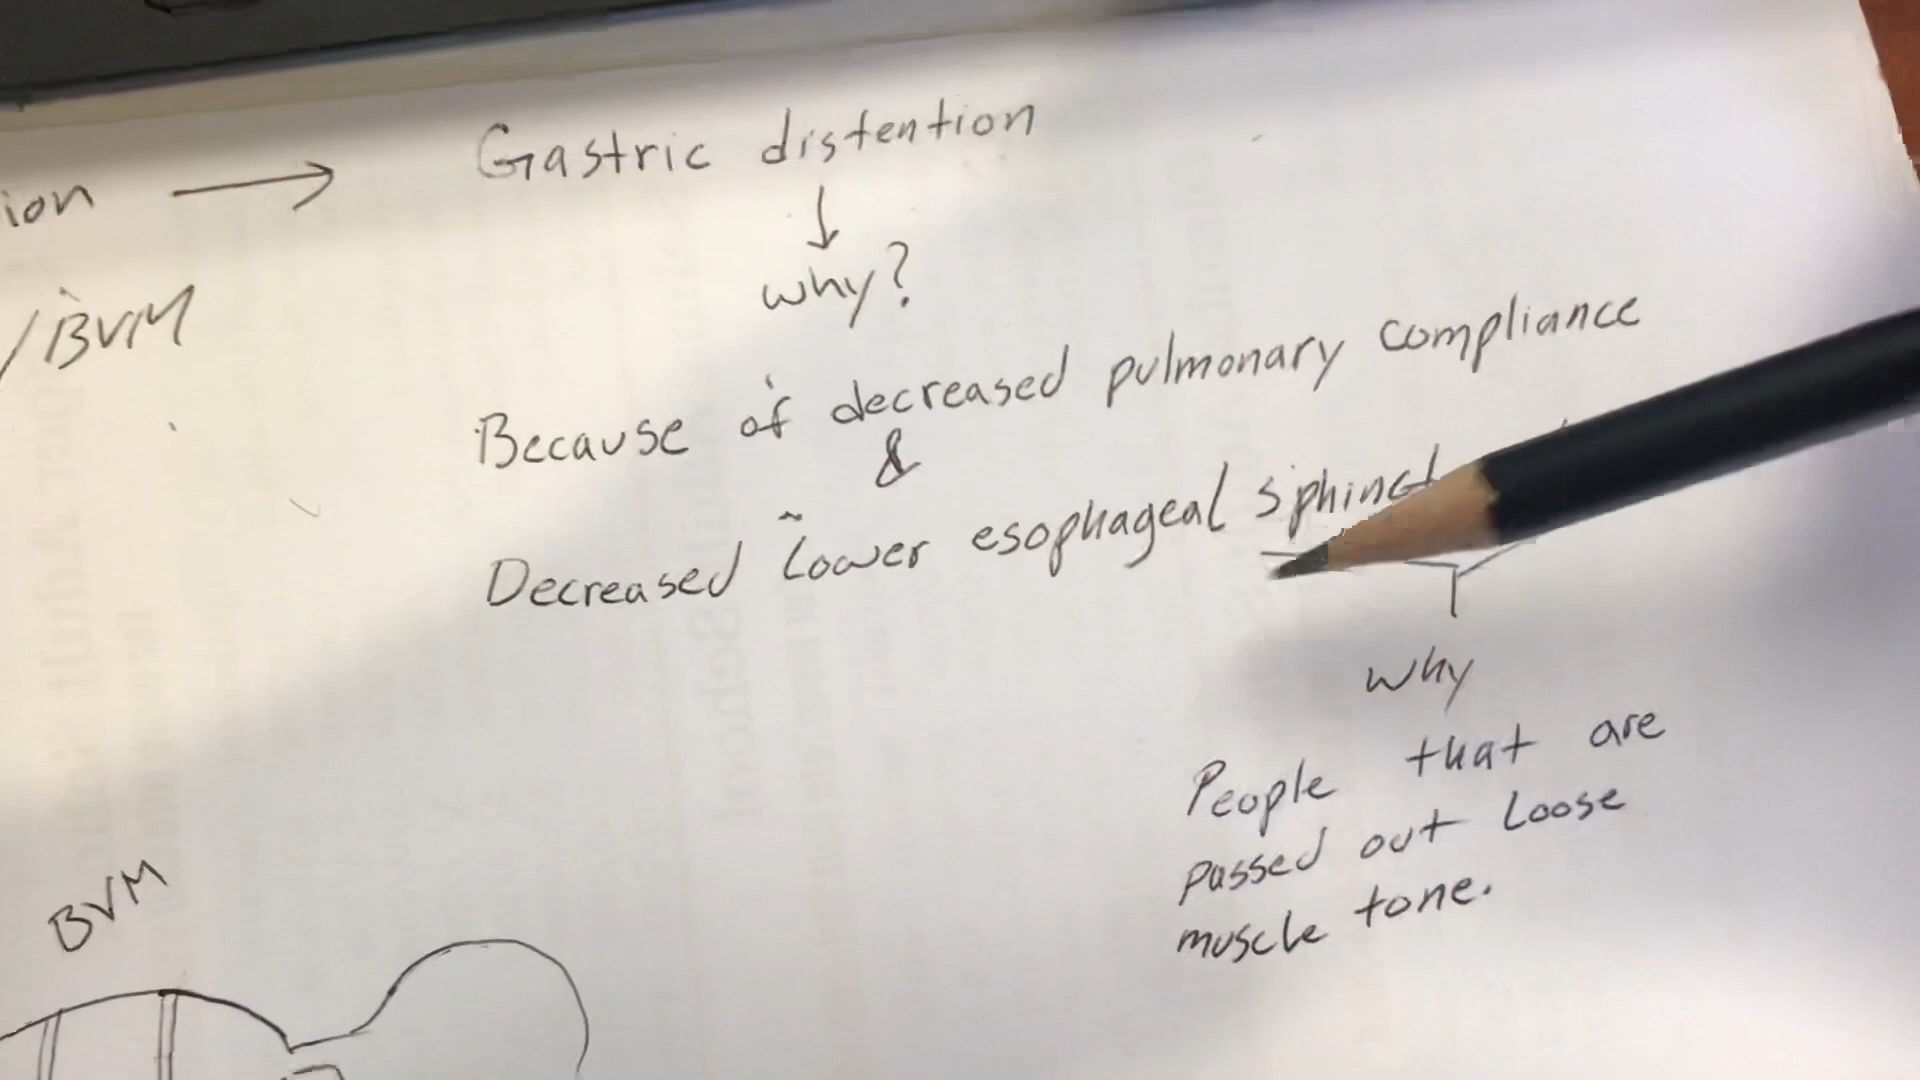 ion → Gastric distention
↓
why?
/BVM
Because of decreased pulmonary compliance
&
Decreased lower esophageal sphinct
why
People that are
passed out loose
muscle tone.
BVM